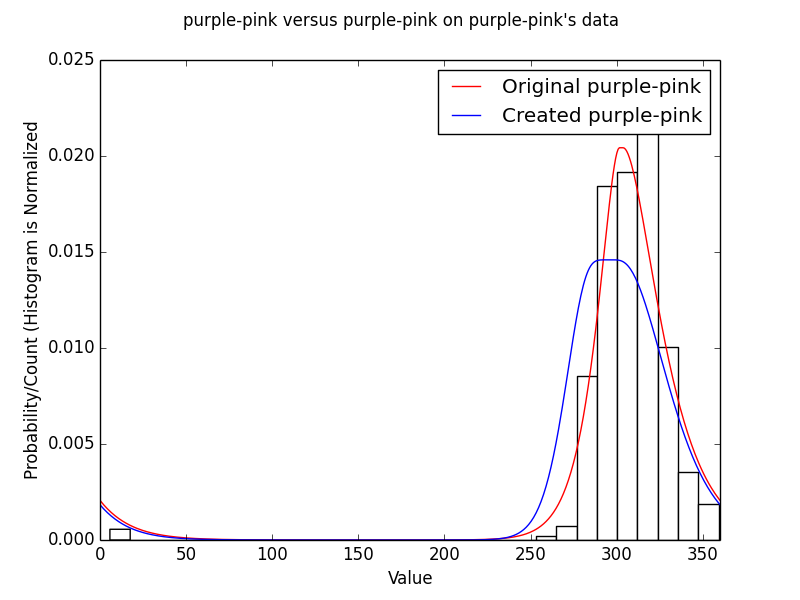 purple-pink versus purple-pink on purple-pink's data
0.025
Original purple-pink
Created purple-pink
0.020
0.015
0.010
0.005
0.000
Probability/Count (Histogram is Normalized
0 50 100 150 200 250 300 350
Value